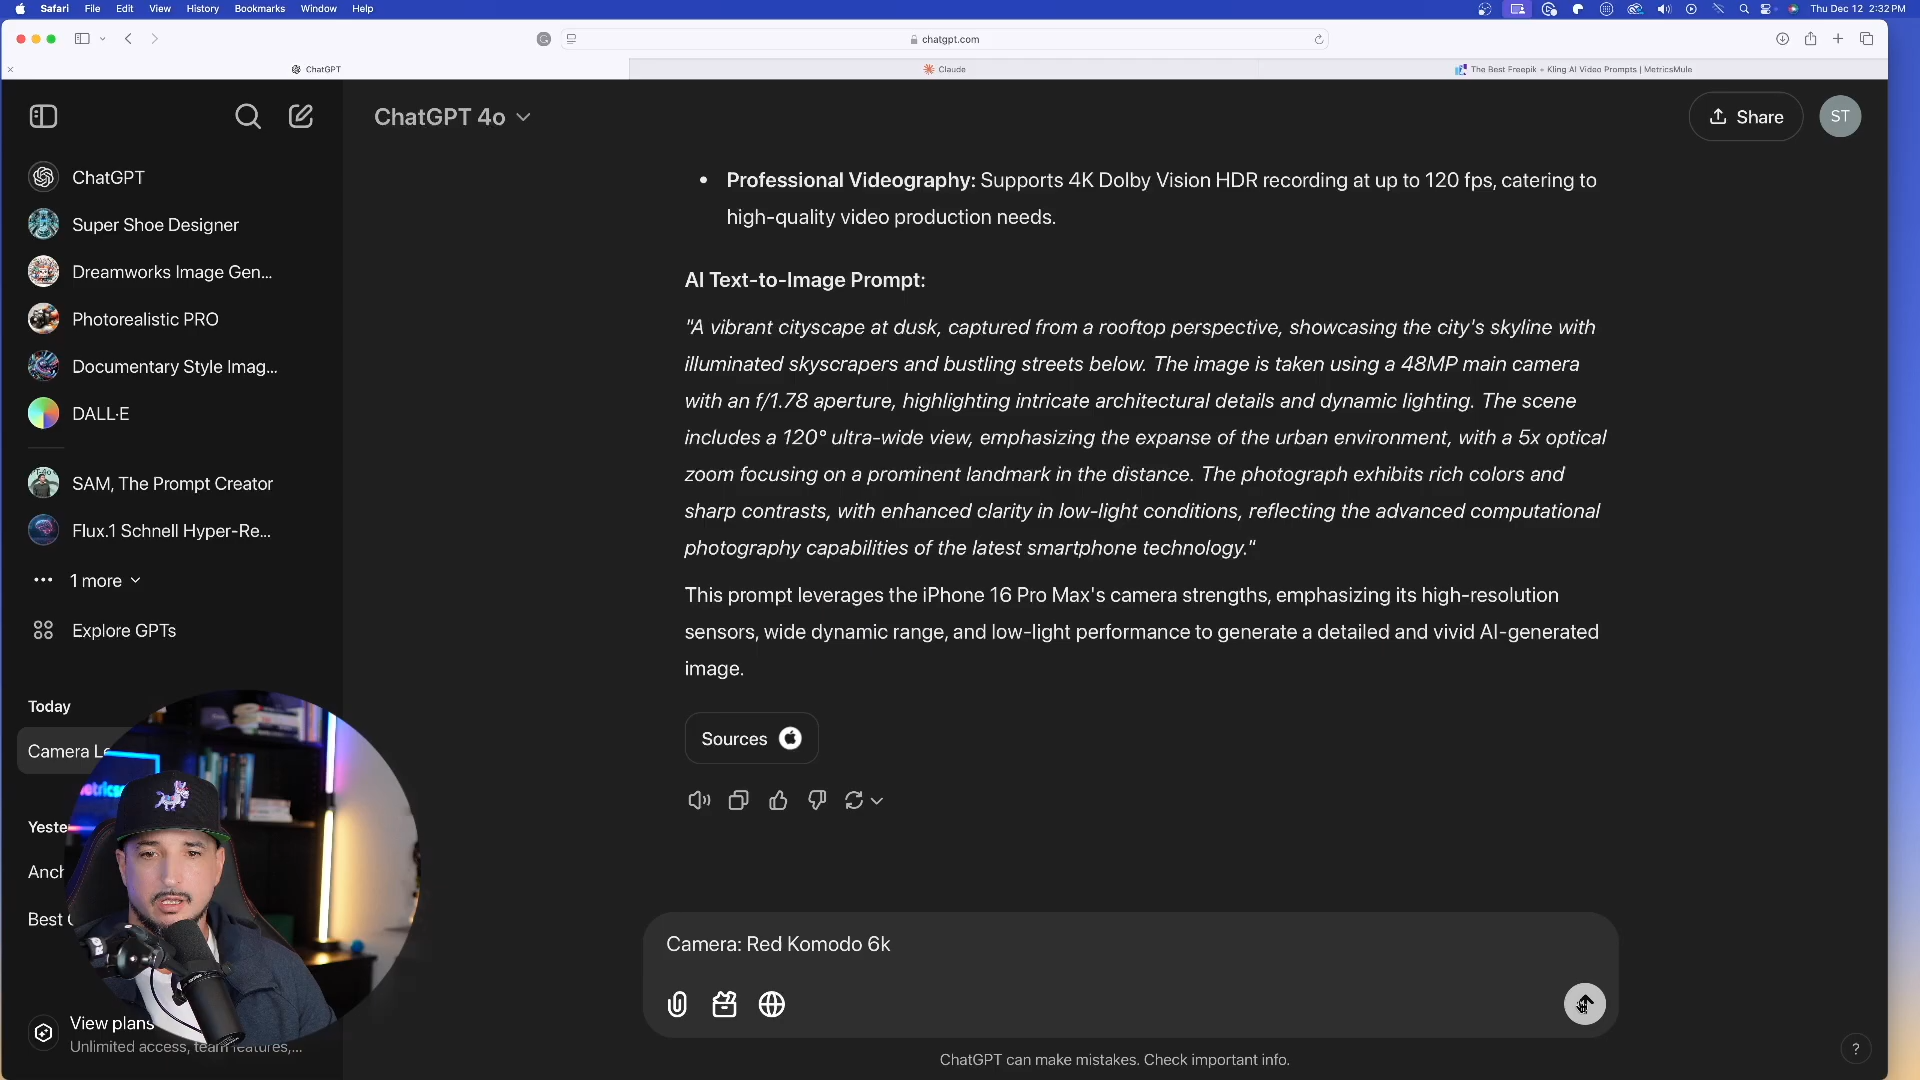 Safari File Edit View History Bookmarks Window Help
Thu Dec 12 2:32 PM
chatgpt.com
ChatGPT
Claude
The Best Freepik + Kling AI Video Prompts | MetricsMule
ChatGPT 4o
Share
ST
ChatGPT
Super Shoe Designer
Dreamworks Image Gen...
Photorealistic PRO
Documentary Style Imag...
DALL·E
SAM, The Prompt Creator
Flux.1 Schnell Hyper-Re...
1 more
Explore GPTs
Today
Camera Le
Yeste
Anch
Best
View plans
Unlimited access, team features,...
• Professional Videography: Supports 4K Dolby Vision HDR recording at up to 120 fps, catering to
high-quality video production needs.
AI Text-to-Image Prompt:
"A vibrant cityscape at dusk, captured from a rooftop perspective, showcasing the city's skyline with
illuminated skyscrapers and bustling streets below. The image is taken using a 48MP main camera
with an f/1.78 aperture, highlighting intricate architectural details and dynamic lighting. The scene
includes a 120° ultra-wide view, emphasizing the expanse of the urban environment, with a 5x optical
zoom focusing on a prominent landmark in the distance. The photograph exhibits rich colors and
sharp contrasts, with enhanced clarity in low-light conditions, reflecting the advanced computational
photography capabilities of the latest smartphone technology."
This prompt leverages the iPhone 16 Pro Max's camera strengths, emphasizing its high-resolution
sensors, wide dynamic range, and low-light performance to generate a detailed and vivid AI-generated
image.
Sources
Camera: Red Komodo 6k
ChatGPT can make mistakes. Check important info.
?